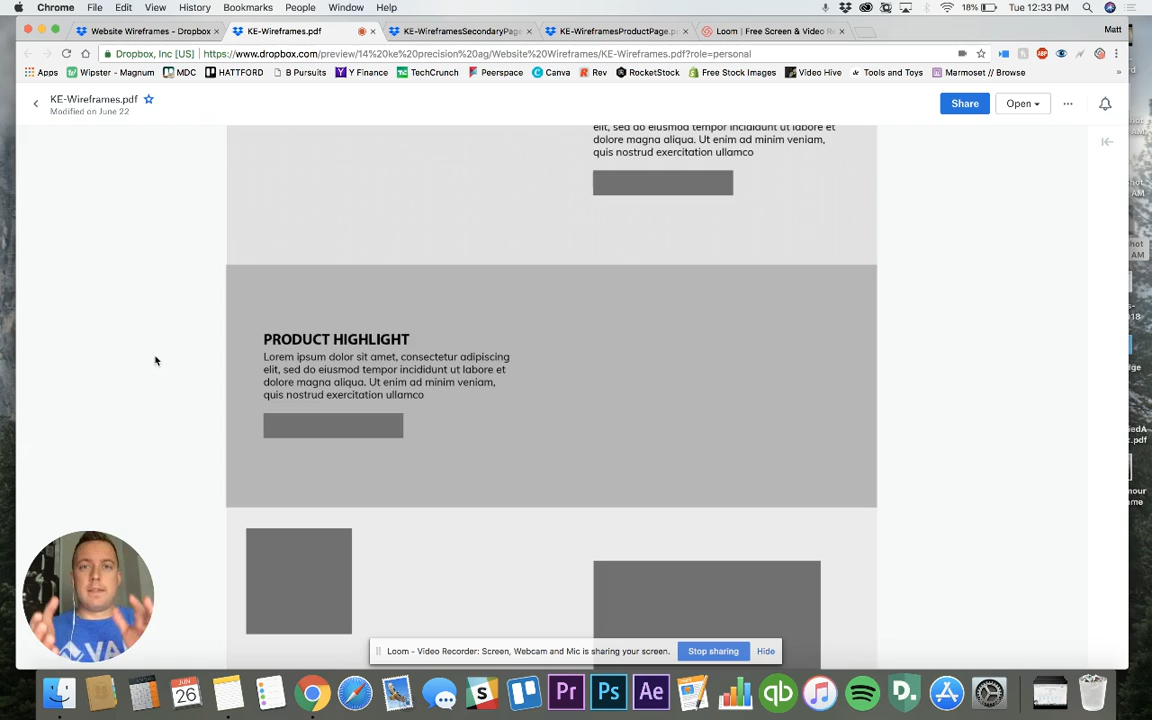 Chrome File Edit View History Bookmarks People Window Help
18% Tue 12:33 PM
Website Wireframes - Dropbox
KE-Wireframes.pdf
KE-WireframesSecondaryPage
KE-WireframesProductPage.p
Loom | Free Screen & Video R
Matt
Dropbox, Inc [US] https://www.dropbox.com/preview/14%20ke%20precision%20ag/Website%20Wireframes/KE-Wireframes.pdf?role=personal
Apps Wipster - Magnum MDC HATTFORD B Pursuits Y Finance TechCrunch Peerspace Canva Rev RocketStock Free Stock Images Video Hive Tools and Toys Marmoset // Browse »
KE-Wireframes.pdf
Modified on June 22
Share
Open
elit, sed do eiusmod tempor incididunt ut labore et
dolore magna aliqua. Ut enim ad minim veniam,
quis nostrud exercitation ullamco
PRODUCT HIGHLIGHT
Lorem ipsum dolor sit amet, consectetur adipiscing
elit, sed do eiusmod tempor incididunt ut labore et
dolore magna aliqua. Ut enim ad minim veniam,
quis nostrud exercitation ullamco
Loom - Video Recorder: Screen, Webcam and Mic is sharing your screen.
Stop sharing
Hide
JUN
26
Pr
Ps
Ae
qb
D.